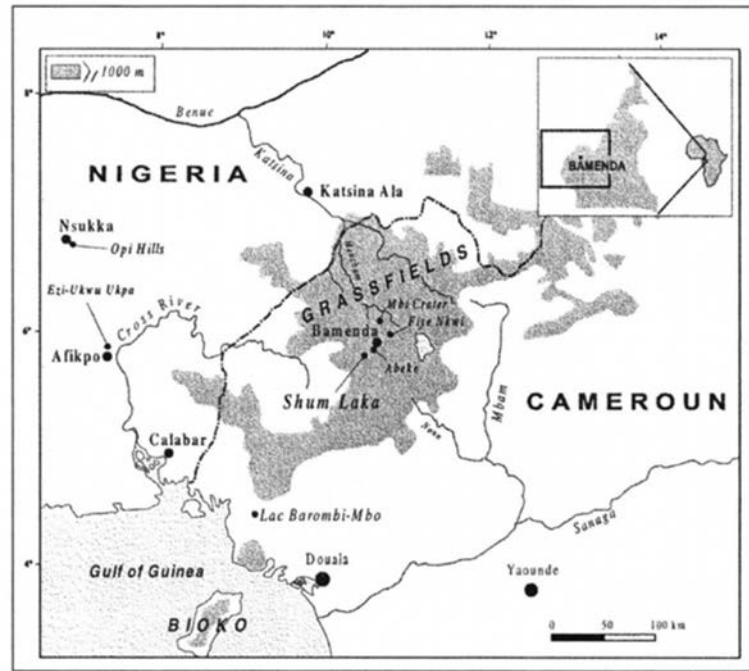 8°
10°
12°
14°
≥ 1000 m
8°
Benue
Katsina
BAMENDA
NIGERIA
Katsina Ala
Nsukka
Opi Hills
GRASSFIELDS
Ezi-Ukwu Ukpa
Cross River
Mbi Crater
6°
Fiye Nkwi
Bamenda
Afikpo
Abeke
Shum Laka
Mbam
CAMEROUN
Calabar
Noun
Lac Barombi-Mbo
Sanaga
4°
Douala
Gulf of Guinea
Yaounde
BIOKO
0 50 100 km